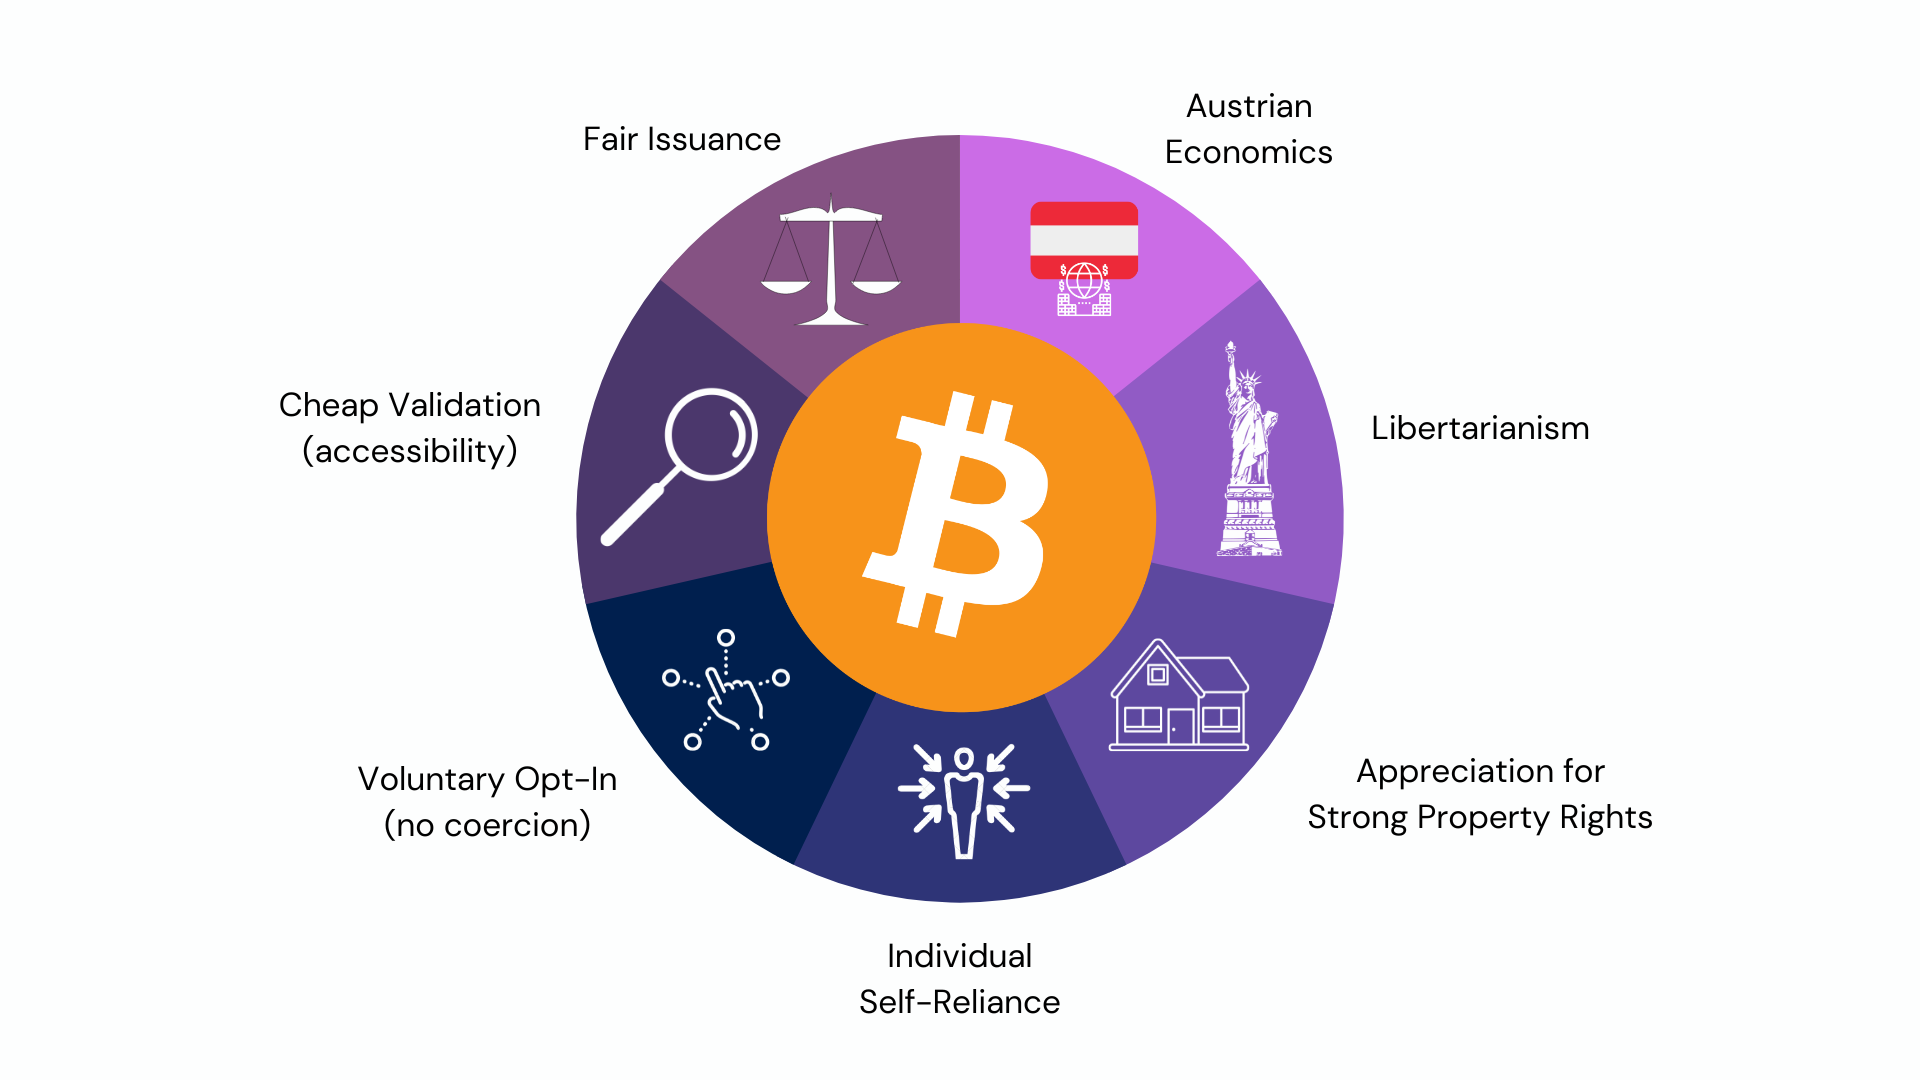 Fair Issuance
Austrian
Economics
Cheap Validation
(accessibility)
Libertarianism
Voluntary Opt-In
(no coercion)
Appreciation for
Strong Property Rights
Individual
Self-Reliance